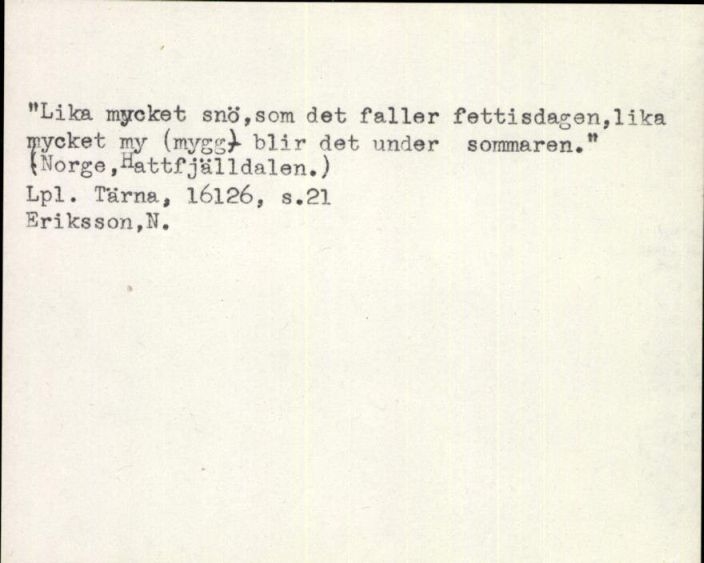 "Lika mycket snö,som det faller fettisdagen,lika
mycket my (mygg) blir det under sommaren."
(Norge,Hattfjälldalen.)
Lpl. Tärna, 16126, s.21
Eriksson,N.